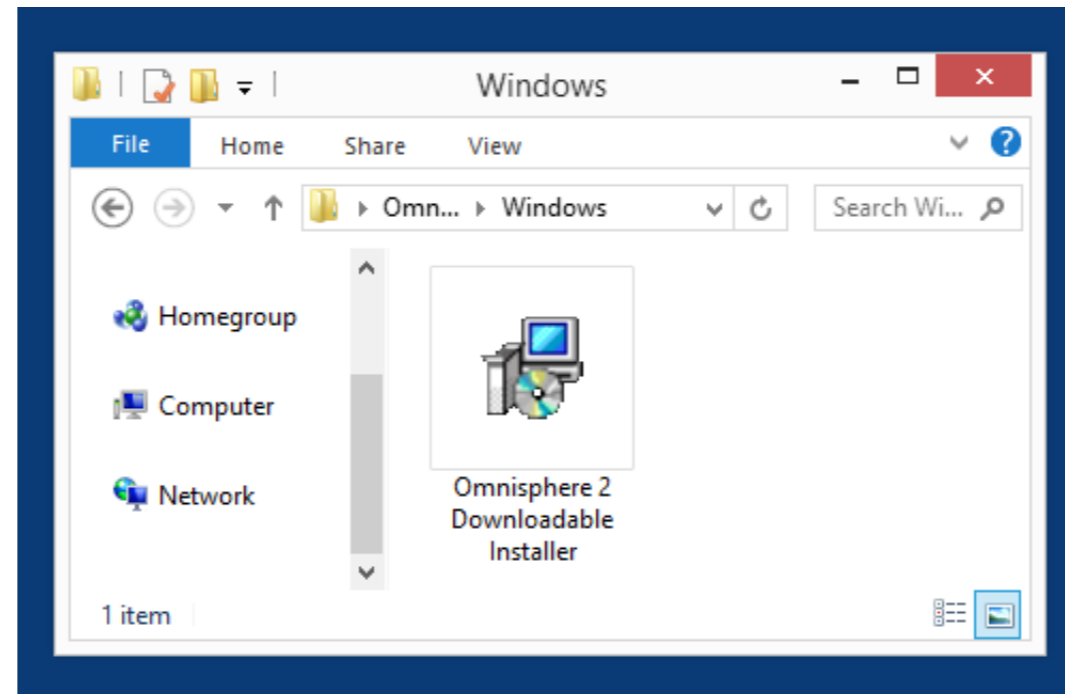 Windows
File Home Share View
Omn... Windows
Search Wi...
Homegroup
Computer
Network
Omnisphere 2
Downloadable
Installer
1 item